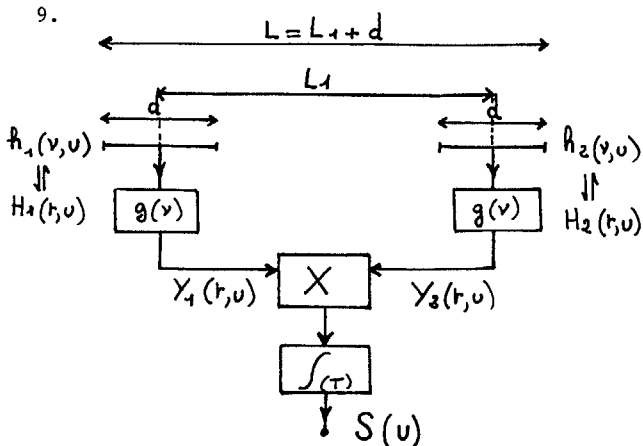 9.
L = L1 + d
L1
d
d
h1(ν,u)
h2(ν,u)
⇌
⇌
H1(t,u)
H2(t,u)
g(ν)
g(ν)
Y1(t,u)
X
Y2(t,u)
∫(T)
S(u)